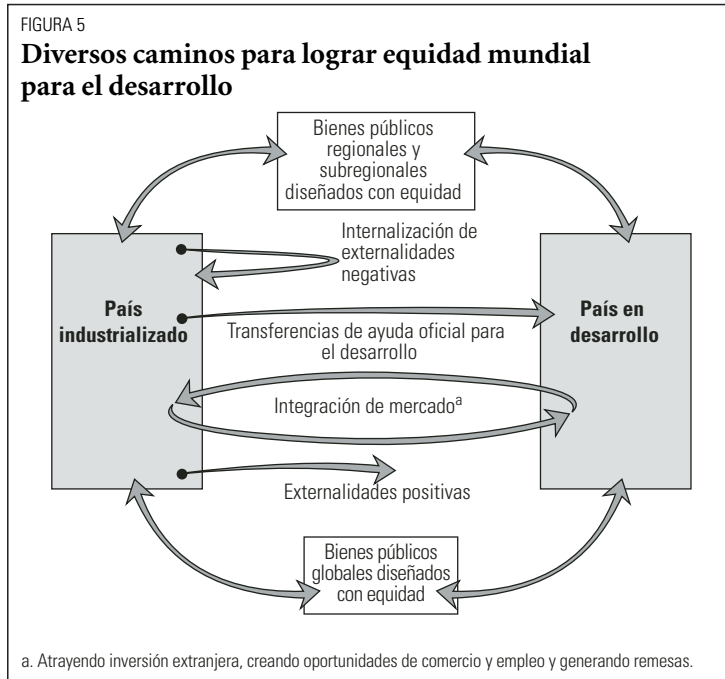 FIGURA 5
Diversos caminos para lograr equidad mundial
para el desarrollo
Bienes públicos
regionales y
subregionales
diseñados con equidad
Internalización de
externalidades
negativas
País
industrializado
País en
desarrollo
Transferencias de ayuda oficial para
el desarrollo
Integración de mercadoª
Externalidades positivas
Bienes públicos
globales diseñados
con equidad
a. Atrayendo inversión extranjera, creando oportunidades de comercio y empleo y generando remesas.